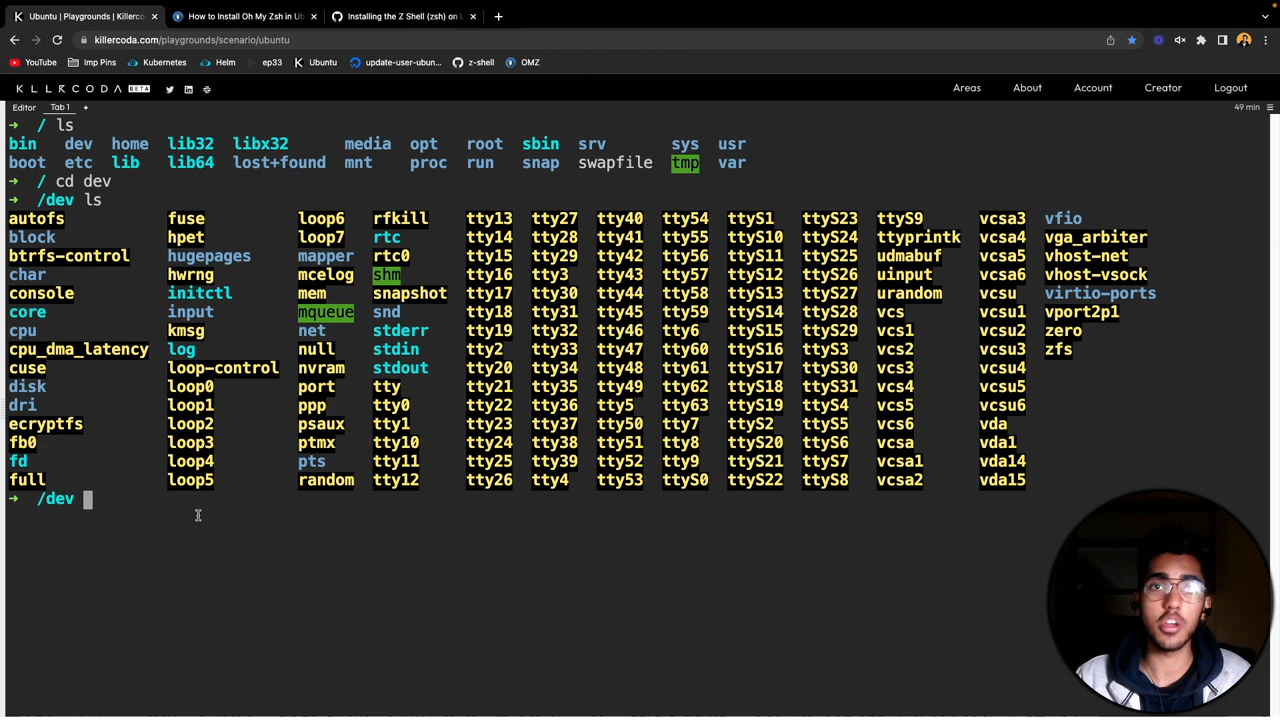 Ubuntu | Playgrounds | Killerco
How to Install Oh My Zsh in Ub
Installing the Z Shell (zsh) on L
killercoda.com/playgrounds/scenario/ubuntu
YouTube Imp Pins Kubernetes Helm ep33 Ubuntu update-user-ubun... z-shell OMZ
KILLERCODA BETA Areas About Account Creator Logout
Editor Tab 1 + 49 min
➜ / ls
bin dev home lib32 libx32 media opt root sbin srv sys usr
boot etc lib lib64 lost+found mnt proc run snap swapfile tmp var
➜ / cd dev
➜ /dev ls
autofs fuse loop6 rfkill tty13 tty27 tty40 tty54 ttyS1 ttyS23 ttyS9 vcsa3 vfio
block hpet loop7 rtc tty14 tty28 tty41 tty55 ttyS10 ttyS24 ttyprintk vcsa4 vga_arbiter
btrfs-control hugepages mapper rtc0 tty15 tty29 tty42 tty56 ttyS11 ttyS25 udmabuf vcsa5 vhost-net
char hwrng mcelog shm tty16 tty3 tty43 tty57 ttyS12 ttyS26 uinput vcsa6 vhost-vsock
console initctl mem snapshot tty17 tty30 tty44 tty58 ttyS13 ttyS27 urandom vcsu virtio-ports
core input mqueue snd tty18 tty31 tty45 tty59 ttyS14 ttyS28 vcs vcsu1 vport2p1
cpu kmsg net stderr tty19 tty32 tty46 tty6 ttyS15 ttyS29 vcs1 vcsu2 zero
cpu_dma_latency log null stdin tty2 tty33 tty47 tty60 ttyS16 ttyS3 vcs2 vcsu3 zfs
cuse loop-control nvram stdout tty20 tty34 tty48 tty61 ttyS17 ttyS30 vcs3 vcsu4
disk loop0 port tty tty21 tty35 tty49 tty62 ttyS18 ttyS31 vcs4 vcsu5
dri loop1 ppp tty0 tty22 tty36 tty5 tty63 ttyS19 ttyS4 vcs5 vcsu6
ecryptfs loop2 psaux tty1 tty23 tty37 tty50 tty7 ttyS2 ttyS5 vcs6 vda
fb0 loop3 ptmx tty10 tty24 tty38 tty51 tty8 ttyS20 ttyS6 vcsa vda1
fd loop4 pts tty11 tty25 tty39 tty52 tty9 ttyS21 ttyS7 vcsa1 vda14
full loop5 random tty12 tty26 tty4 tty53 ttyS0 ttyS22 ttyS8 vcsa2 vda15
➜ /dev